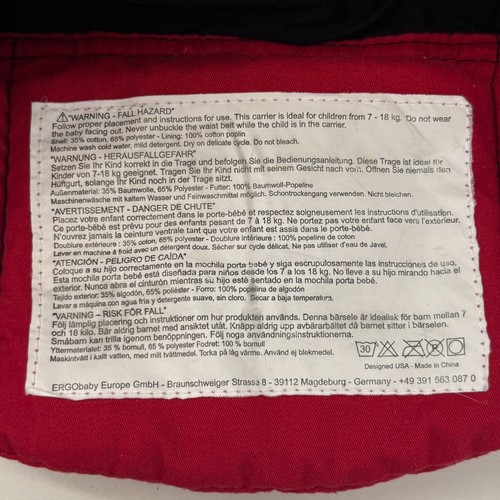 "WARNING - FALL HAZARD"
Follow proper placement and instructions for use. This carrier is ideal for children from 7 - 18 kg. Do not wear
the baby facing out. Never unbuckle the waist belt while the child is in the carrier.
Shell: 35% cotton, 65% polyester - Lining: 100% cotton poplin
Machine wash cold water, mild detergent. Dry on delicate cycle. Do not bleach.
"WARNUNG - HERAUSFALLGEFAHR"
Setzen Sie Ihr Kind korrekt in die Trage und befolgen Sie die Bedienungsanleitung. Diese Trage ist ideal für
Kinder von 7-18 kg geeignet. Tragen Sie Ihr Kind nicht mit seinem Gesicht nach vorn. Öffnen Sie niemals den
Hüftgurt, solange Ihr Kind noch in der Trage sitzt.
Außenmaterial: 35% Baumwolle, 65% Polyester - Futter: 100% Baumwoll-Popeline
Maschinenwäsche mit kaltem Wasser und Feinwaschmittel möglich. Schontrockengang verwenden. Nicht bleichen.
"AVERTISSEMENT - DANGER DE CHUTE"
Placez votre enfant correctement dans le porte-bébé et respectez soigneusement les instructions d'utilisation.
Ce porte-bébé est prévu pour des enfants pesant de 7 à 18 kg. Ne portez pas votre enfant face vers l'extérieur.
N'ouvrez jamais la ceinture ventrale tant que votre enfant est assis dans le porte-bébé.
Doublure extérieure : 35% coton, 65% polyester - Doublure intérieure : 100% popeline de coton
Laver en machine à froid avec un détergent doux. Sécher sur cycle délicat. Ne pas utiliser d'eau de Javel.
"ATENCIÓN - PELIGRO DE CAÍDA"
Coloque a su hijo correctamente en la mochila porta bebé y siga escrupulosamente las instrucciones de uso.
Esta mochila porta bebé está diseñada para niños desde los 7 a los 18 kg. No lleve a su hijo mirando hacia el
exterior. Nunca abra el cinturón mientras su hijo esté sentado en la mochila porta bebé.
Tejido exterior: 35% algodón, 65% poliéster - Forro: 100% popelina de algodón
Lavar a máquina con agua fría y detergente suave, sin cloro. Secar a baja temperatura.
"VARNING – RISK FÖR FALL"
Följ lämplig placering och instruktioner om hur produkten används. Denna bärsele är idealisk för barn mellan 7
och 18 kilo. Bär aldrig barnet med ansiktet utåt. Knäpp aldrig upp avbärarbältet då barnet sitter i bärselen.
Småbarn kan trilla igenom benöppningen. Följ noga användningsinstruktionerna.
Yttermaterialet: 35 % bomull, 65 % polyester Fodret: 100 % bomull
Maskintvätt i kallt vatten, med milt tvättmedel. Torka på låg värme. Använd ej blekmedel.
30
Designed USA - Made in China
ERGObaby Europe GmbH - Braunschweiger Strasse 8 - 39112 Magdeburg - Germany - +49 391 563 087 0